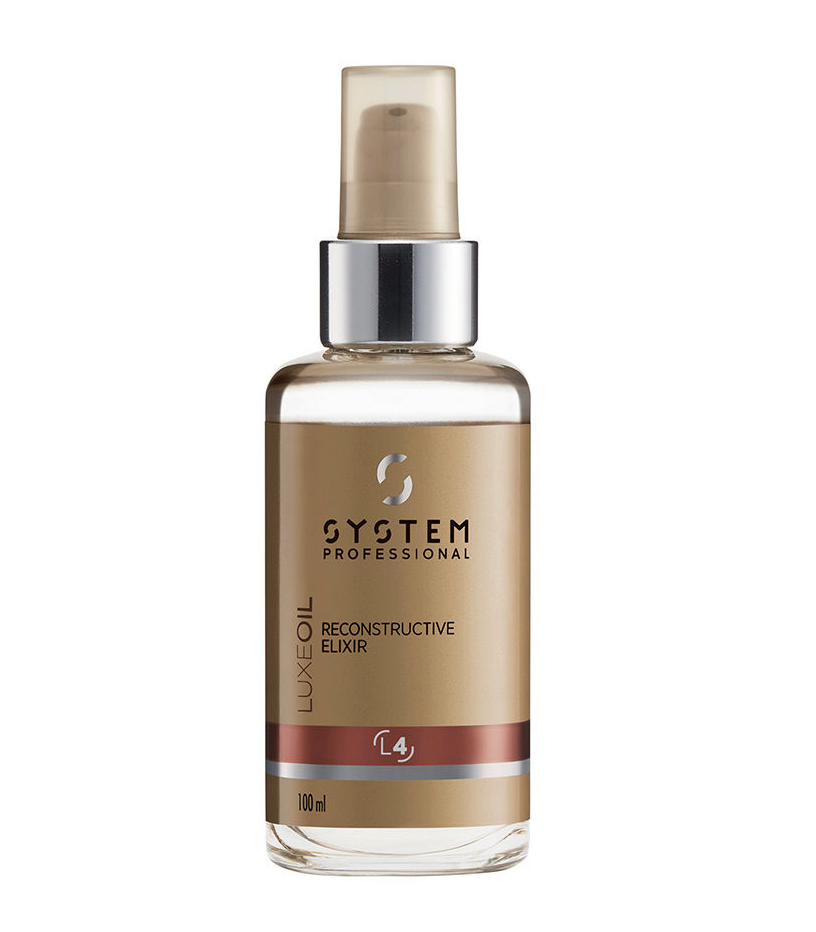 SYSTEM
PROFESSIONAL
LUXEOIL
RECONSTRUCTIVE
ELIXIR
L4
100 ml